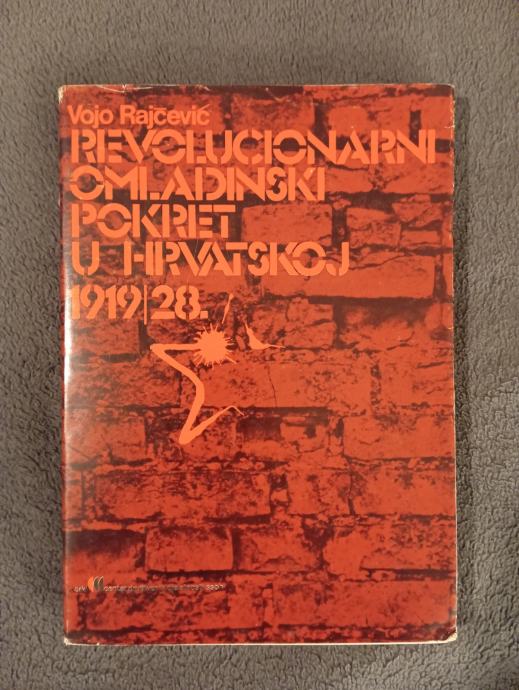 Vojo Rajčević
REVOLUCIONARNI
OMLADINSKI
POKRET
U HRVATSKOJ
1919|28.